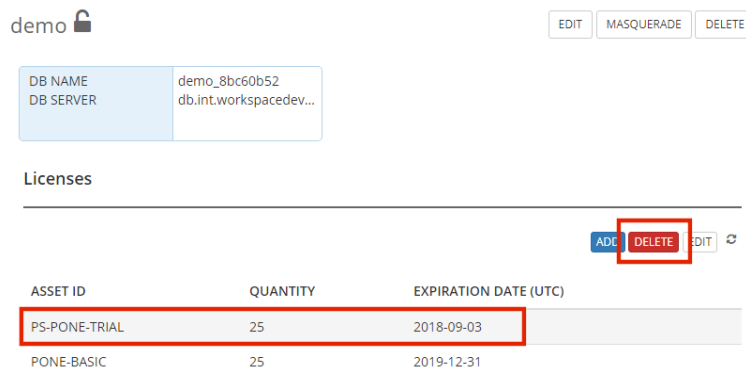 demo
EDIT MASQUERADE DELETE
DB NAME demo_8bc60b52
DB SERVER db.int.workspacedev...
Licenses
ADD DELETE EDIT
ASSET ID QUANTITY EXPIRATION DATE (UTC)
PS-PONE-TRIAL 25 2018-09-03
PONE-BASIC 25 2019-12-31